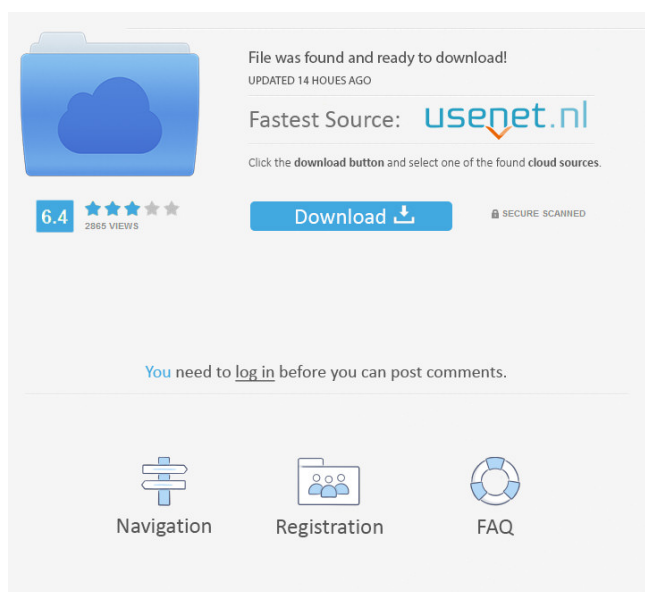 File was found and ready to download!
UPDATED 14 HOUES AGO
Fastest Source: usenet.nl
Click the download button and select one of the found cloud sources.
6.4
2865 VIEWS
Download
SECURE SCANNED
You need to log in before you can post comments.
Navigation
Registration
FAQ